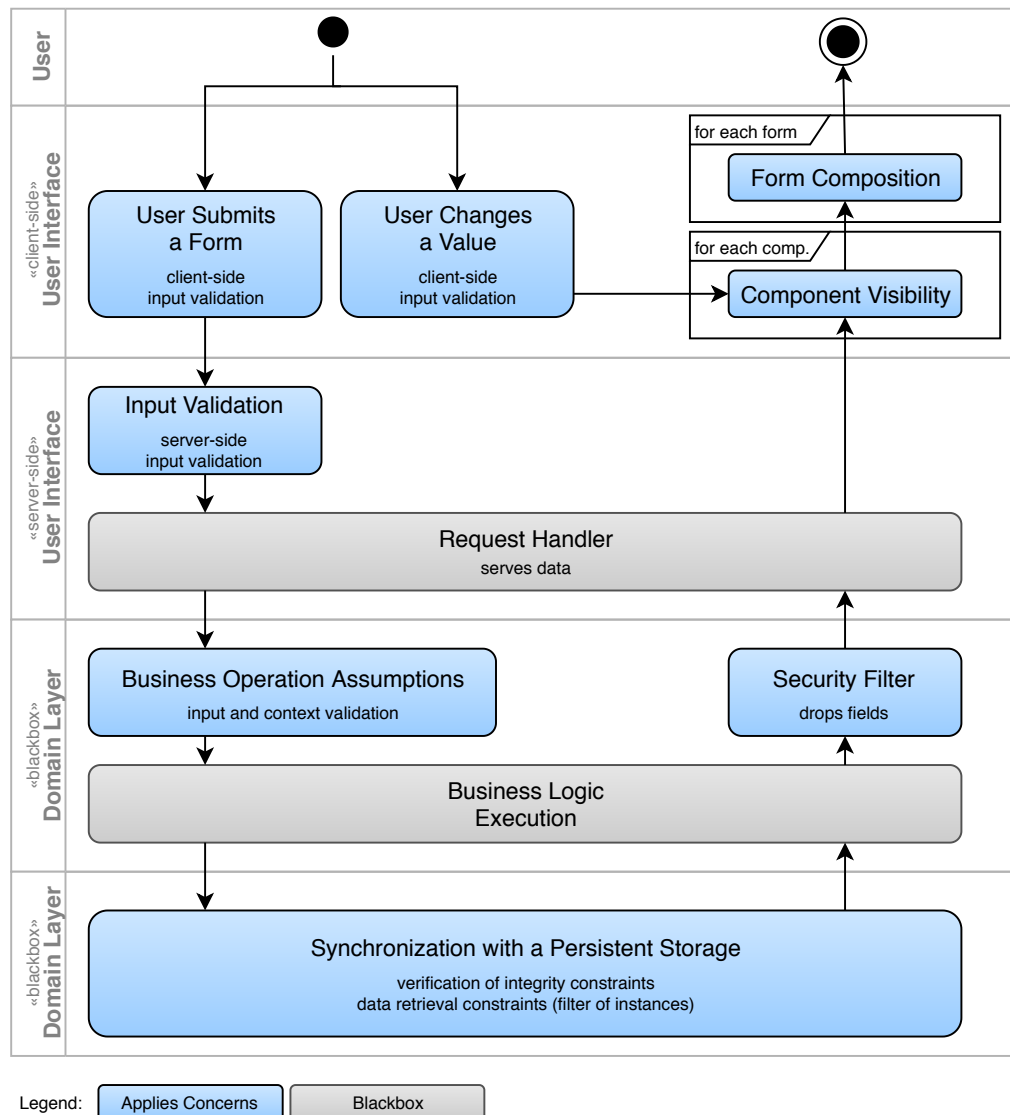 User
for each form
Form Composition
«client-side»
User Interface
User Submits
a Form
client-side
input validation
User Changes
a Value
client-side
input validation
for each comp.
Component Visibility
«server-side»
User Interface
Input Validation
server-side
input validation
Request Handler
serves data
«blackbox»
Domain Layer
Business Operation Assumptions
input and context validation
Security Filter
drops fields
Business Logic
Execution
«blackbox»
Domain Layer
Synchronization with a Persistent Storage
verification of integrity constraints
data retrieval constraints (filter of instances)
Legend:
Applies Concerns
Blackbox